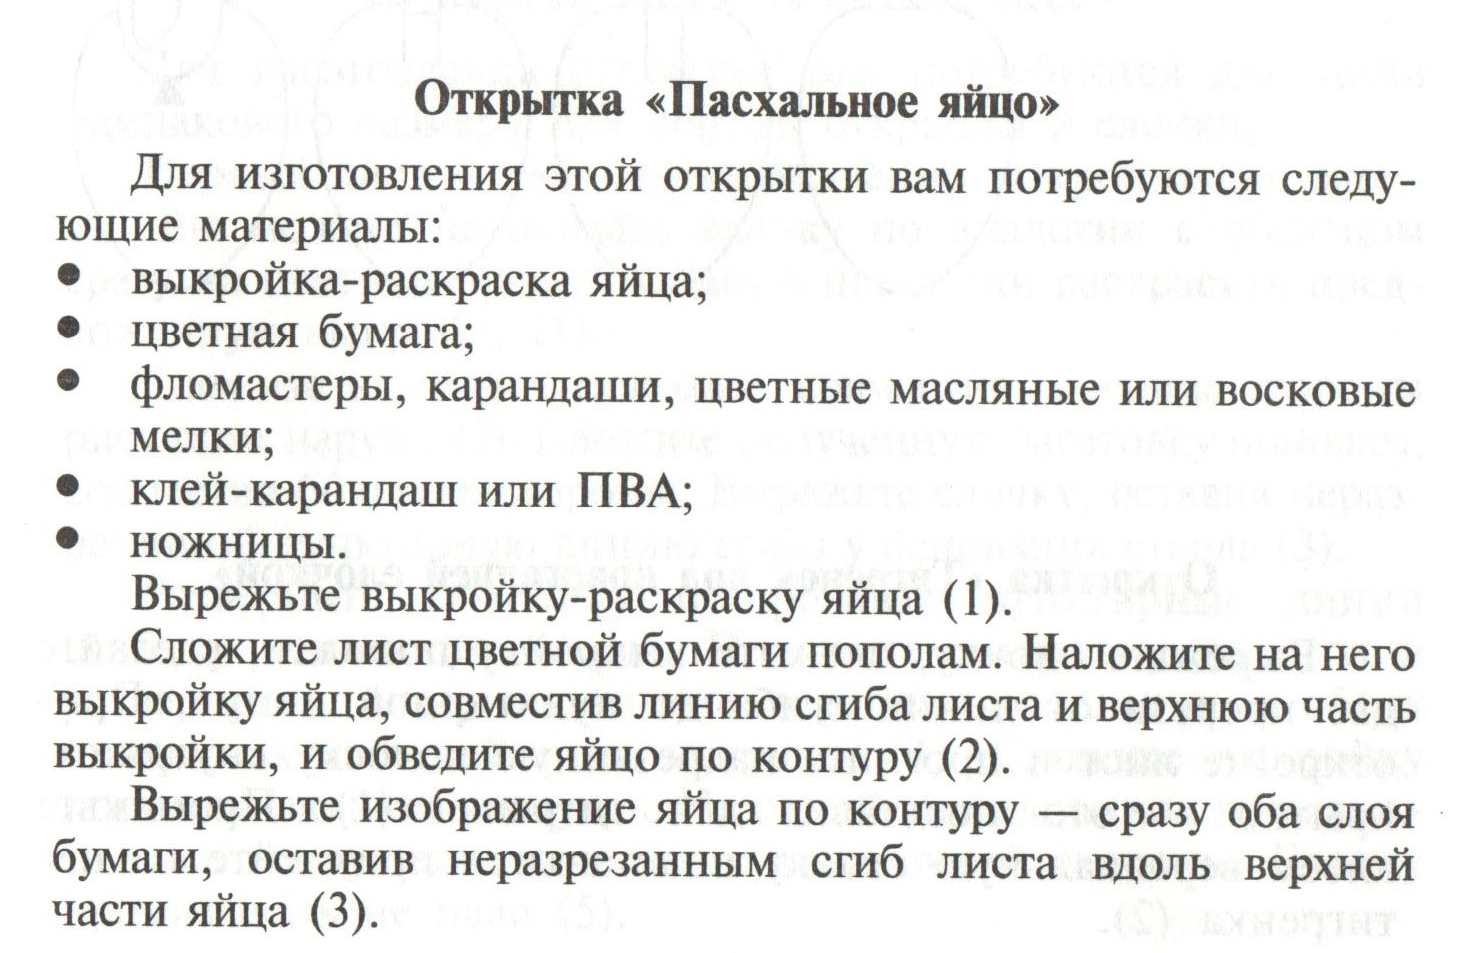 Открытка «Пасхальное яйцо»
Для изготовления этой открытки вам потребуются следу-
ющие материалы:
● выкройка-раскраска яйца;
● цветная бумага;
● фломастеры, карандаши, цветные масляные или восковые
мелки;
● клей-карандаш или ПВА;
● ножницы.
Вырежьте выкройку-раскраску яйца (1).
Сложите лист цветной бумаги пополам. Наложите на него
выкройку яйца, совместив линию сгиба листа и верхнюю часть
выкройки, и обведите яйцо по контуру (2).
Вырежьте изображение яйца по контуру — сразу оба слоя
бумаги, оставив неразрезанным сгиб листа вдоль верхней
части яйца (3).